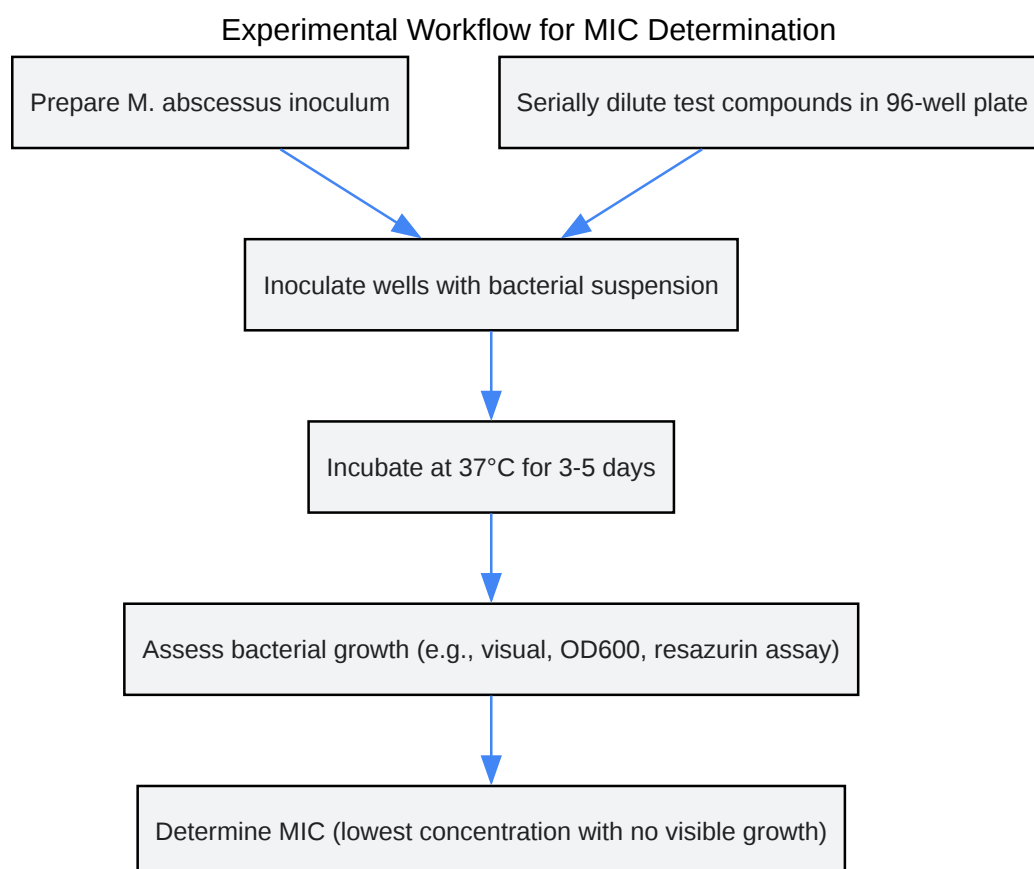 Experimental Workflow for MIC Determination
Prepare M. abscessus inoculum
Serially dilute test compounds in 96-well plate
Inoculate wells with bacterial suspension
Incubate at 37°C for 3-5 days
Assess bacterial growth (e.g., visual, OD600, resazurin assay)
Determine MIC (lowest concentration with no visible growth)